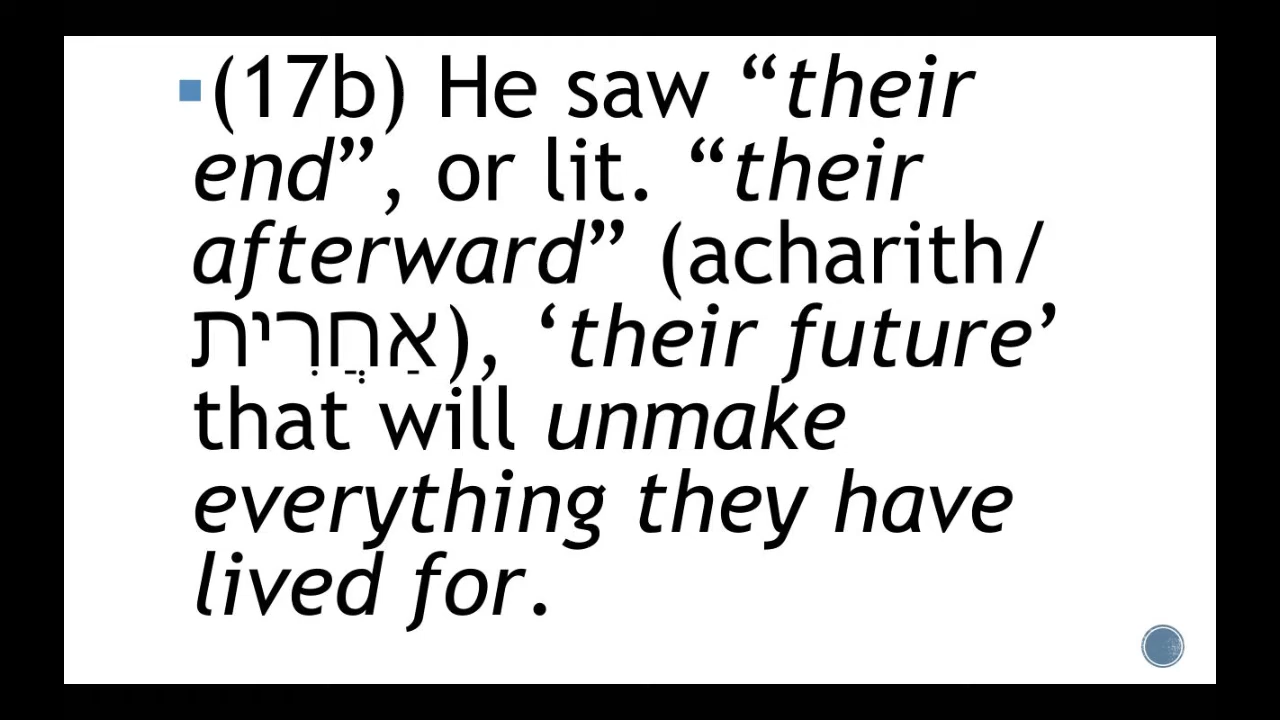 (17b) He saw “their
end”, or lit. “their
afterward” (acharith/
אַחֲרִית), ‘their future’
that will unmake
everything they have
lived for.